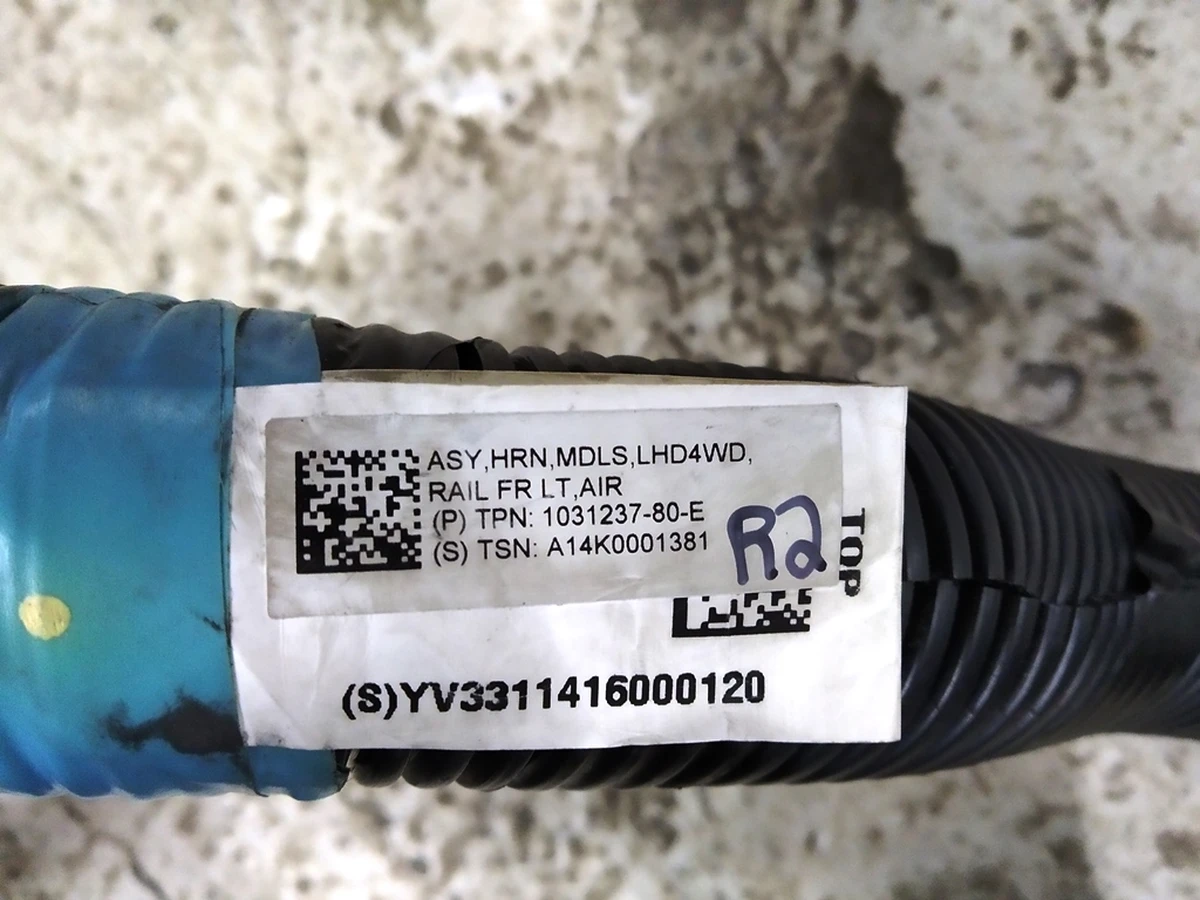 ASY,HRN,MDLS,LHD4WD,
RAIL FR LT,AIR
(P) TPN: 1031237-80-E
(S) TSN: A14K0001381
R2
TOP
(S)YV3311416000120